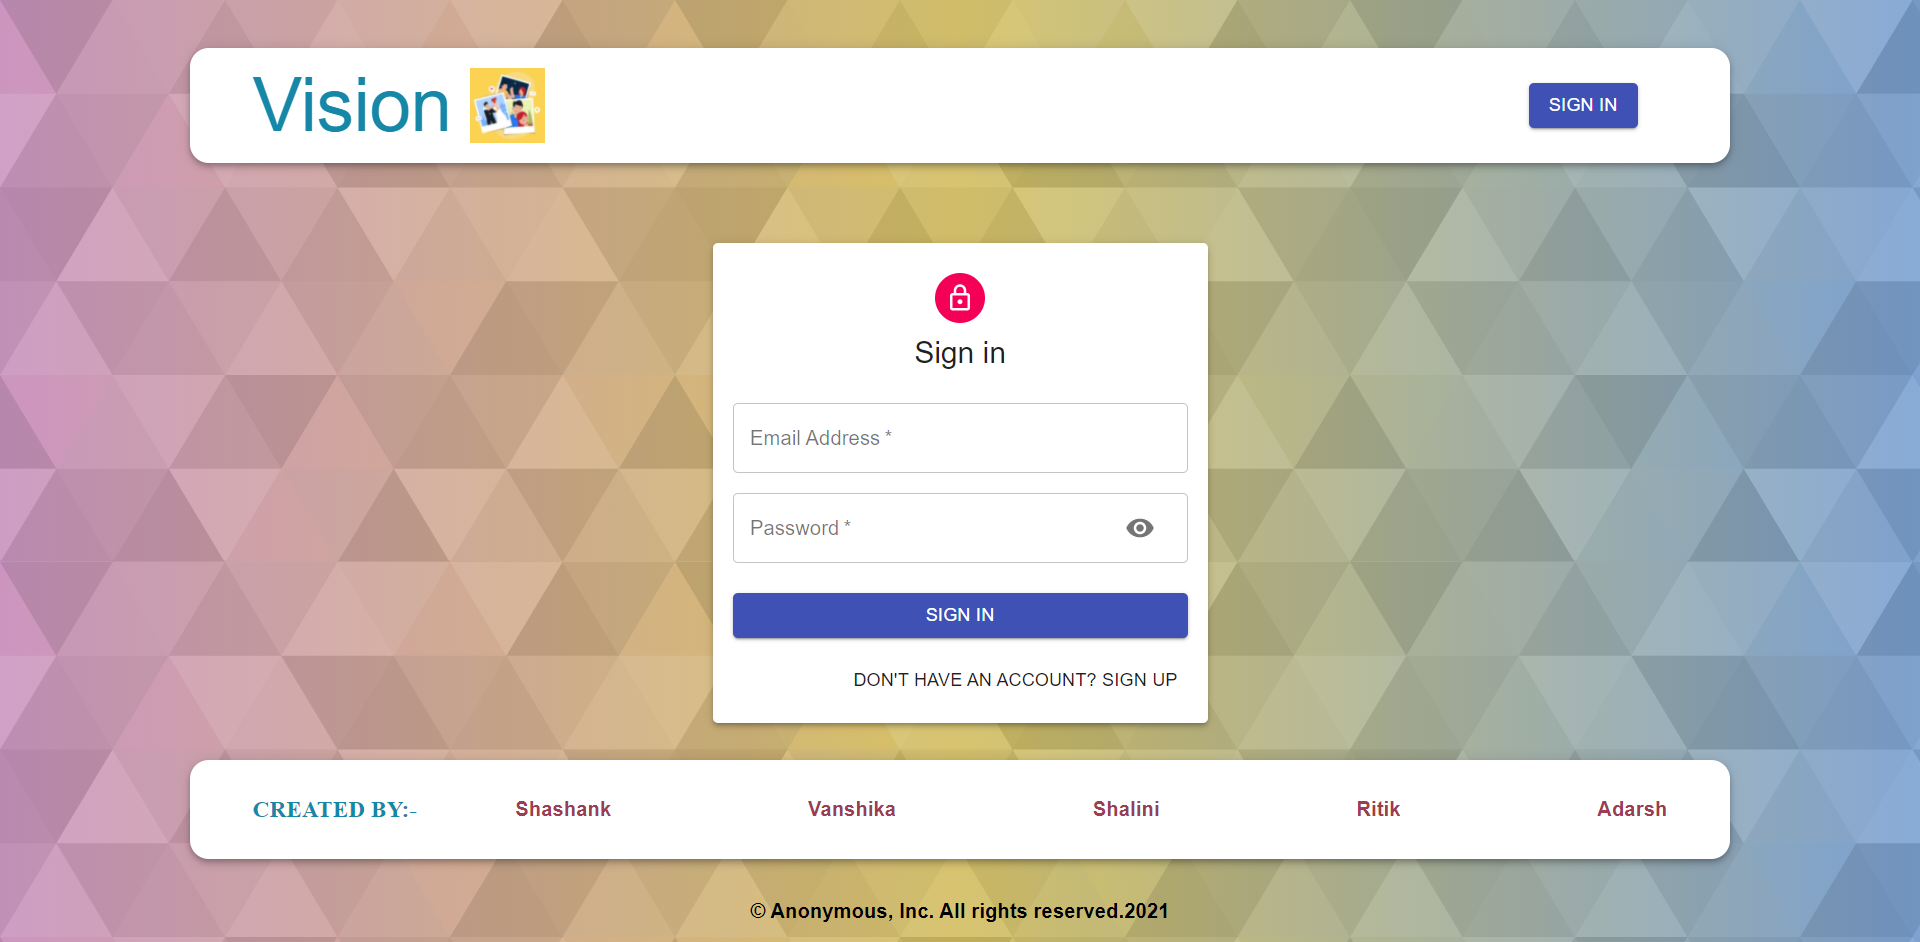 Vision
SIGN IN
Sign in
Email Address *
Password *
SIGN IN
DON'T HAVE AN ACCOUNT? SIGN UP
CREATED BY:- Shashank Vanshika Shalini Ritik Adarsh
© Anonymous, Inc. All rights reserved.2021